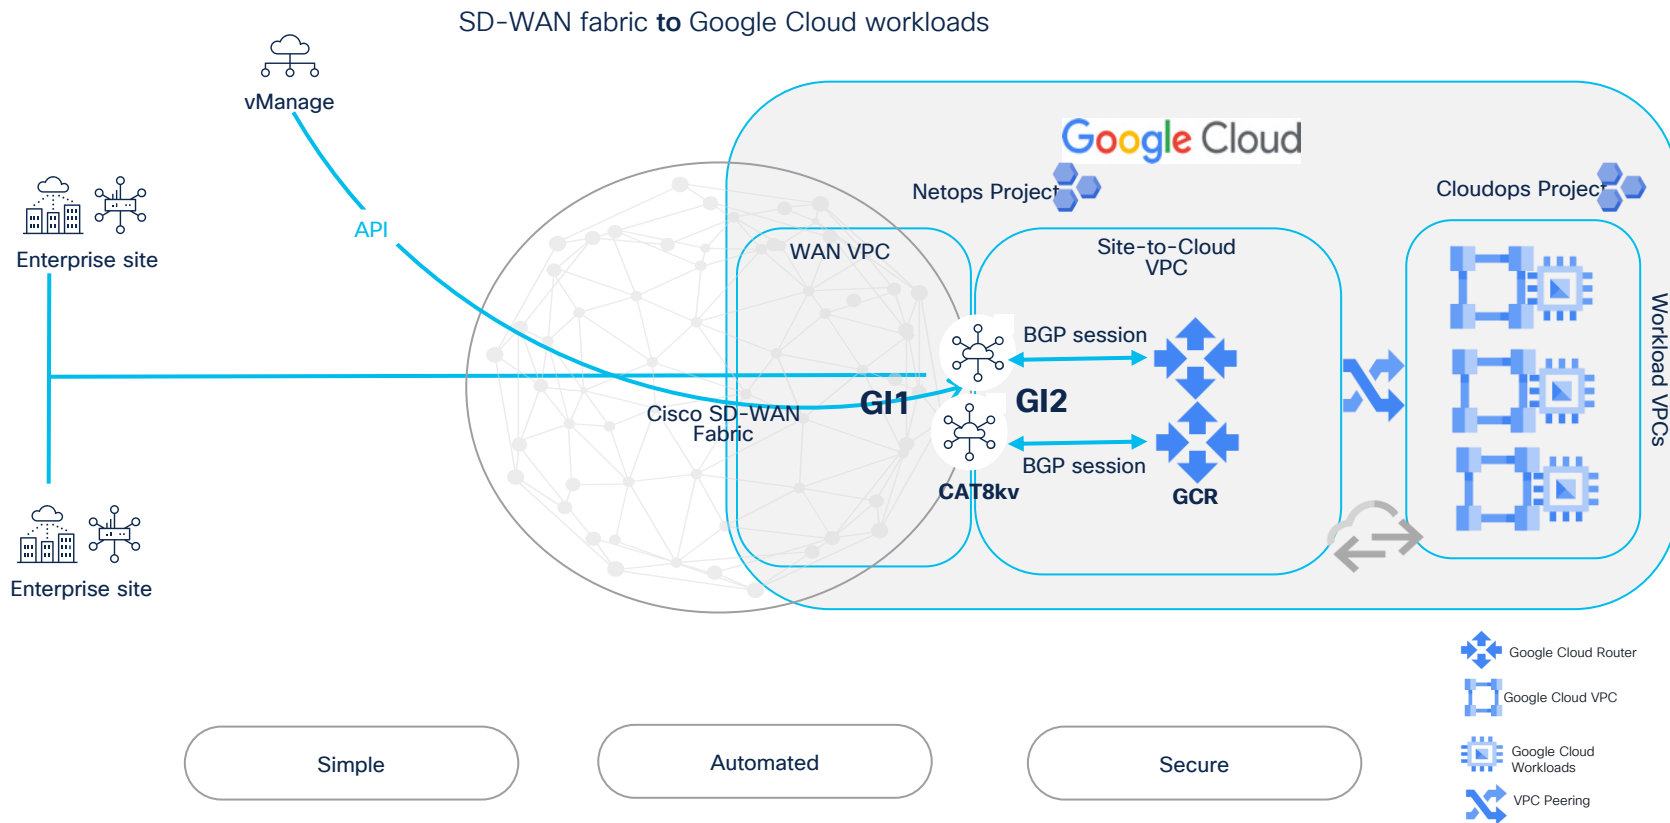 SD-WAN fabric to Google Cloud workloads
vManage
API
Enterprise site
Enterprise site
Google Cloud
Netops Project
Cloudops Project
WAN VPC
Site-to-Cloud
VPC
BGP session
GI1
GI2
Cisco SD-WAN
Fabric
BGP session
CAT8kv
GCR
Workload VPCs
Google Cloud Router
Google Cloud VPC
Google Cloud
Workloads
VPC Peering
Simple
Automated
Secure